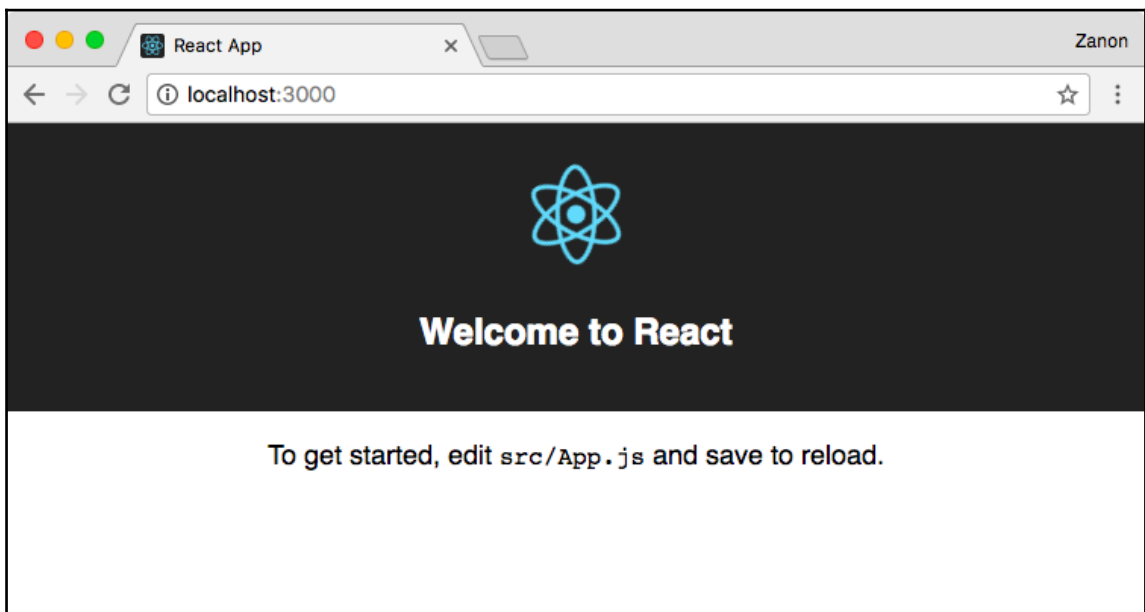 React App
Zanon
localhost:3000
Welcome to React
To get started, edit src/App.js and save to reload.